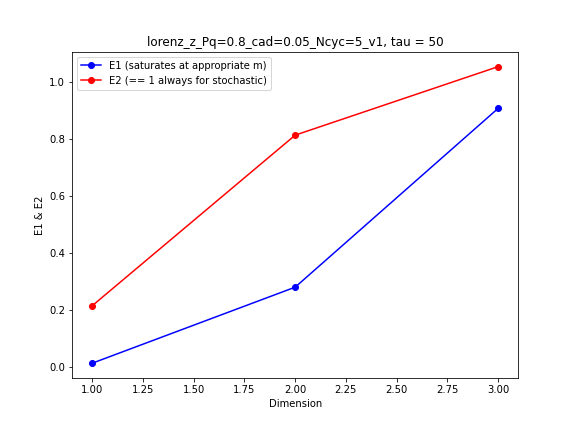 lorenz_z_Pq=0.8_cad=0.05_Ncyc=5_v1, tau = 50
E1 (saturates at appropriate m)
E2 (== 1 always for stochastic)
E1 & E2
1.0
0.8
0.6
0.4
0.2
0.0
1.00 1.25 1.50 1.75 2.00 2.25 2.50 2.75 3.00
Dimension